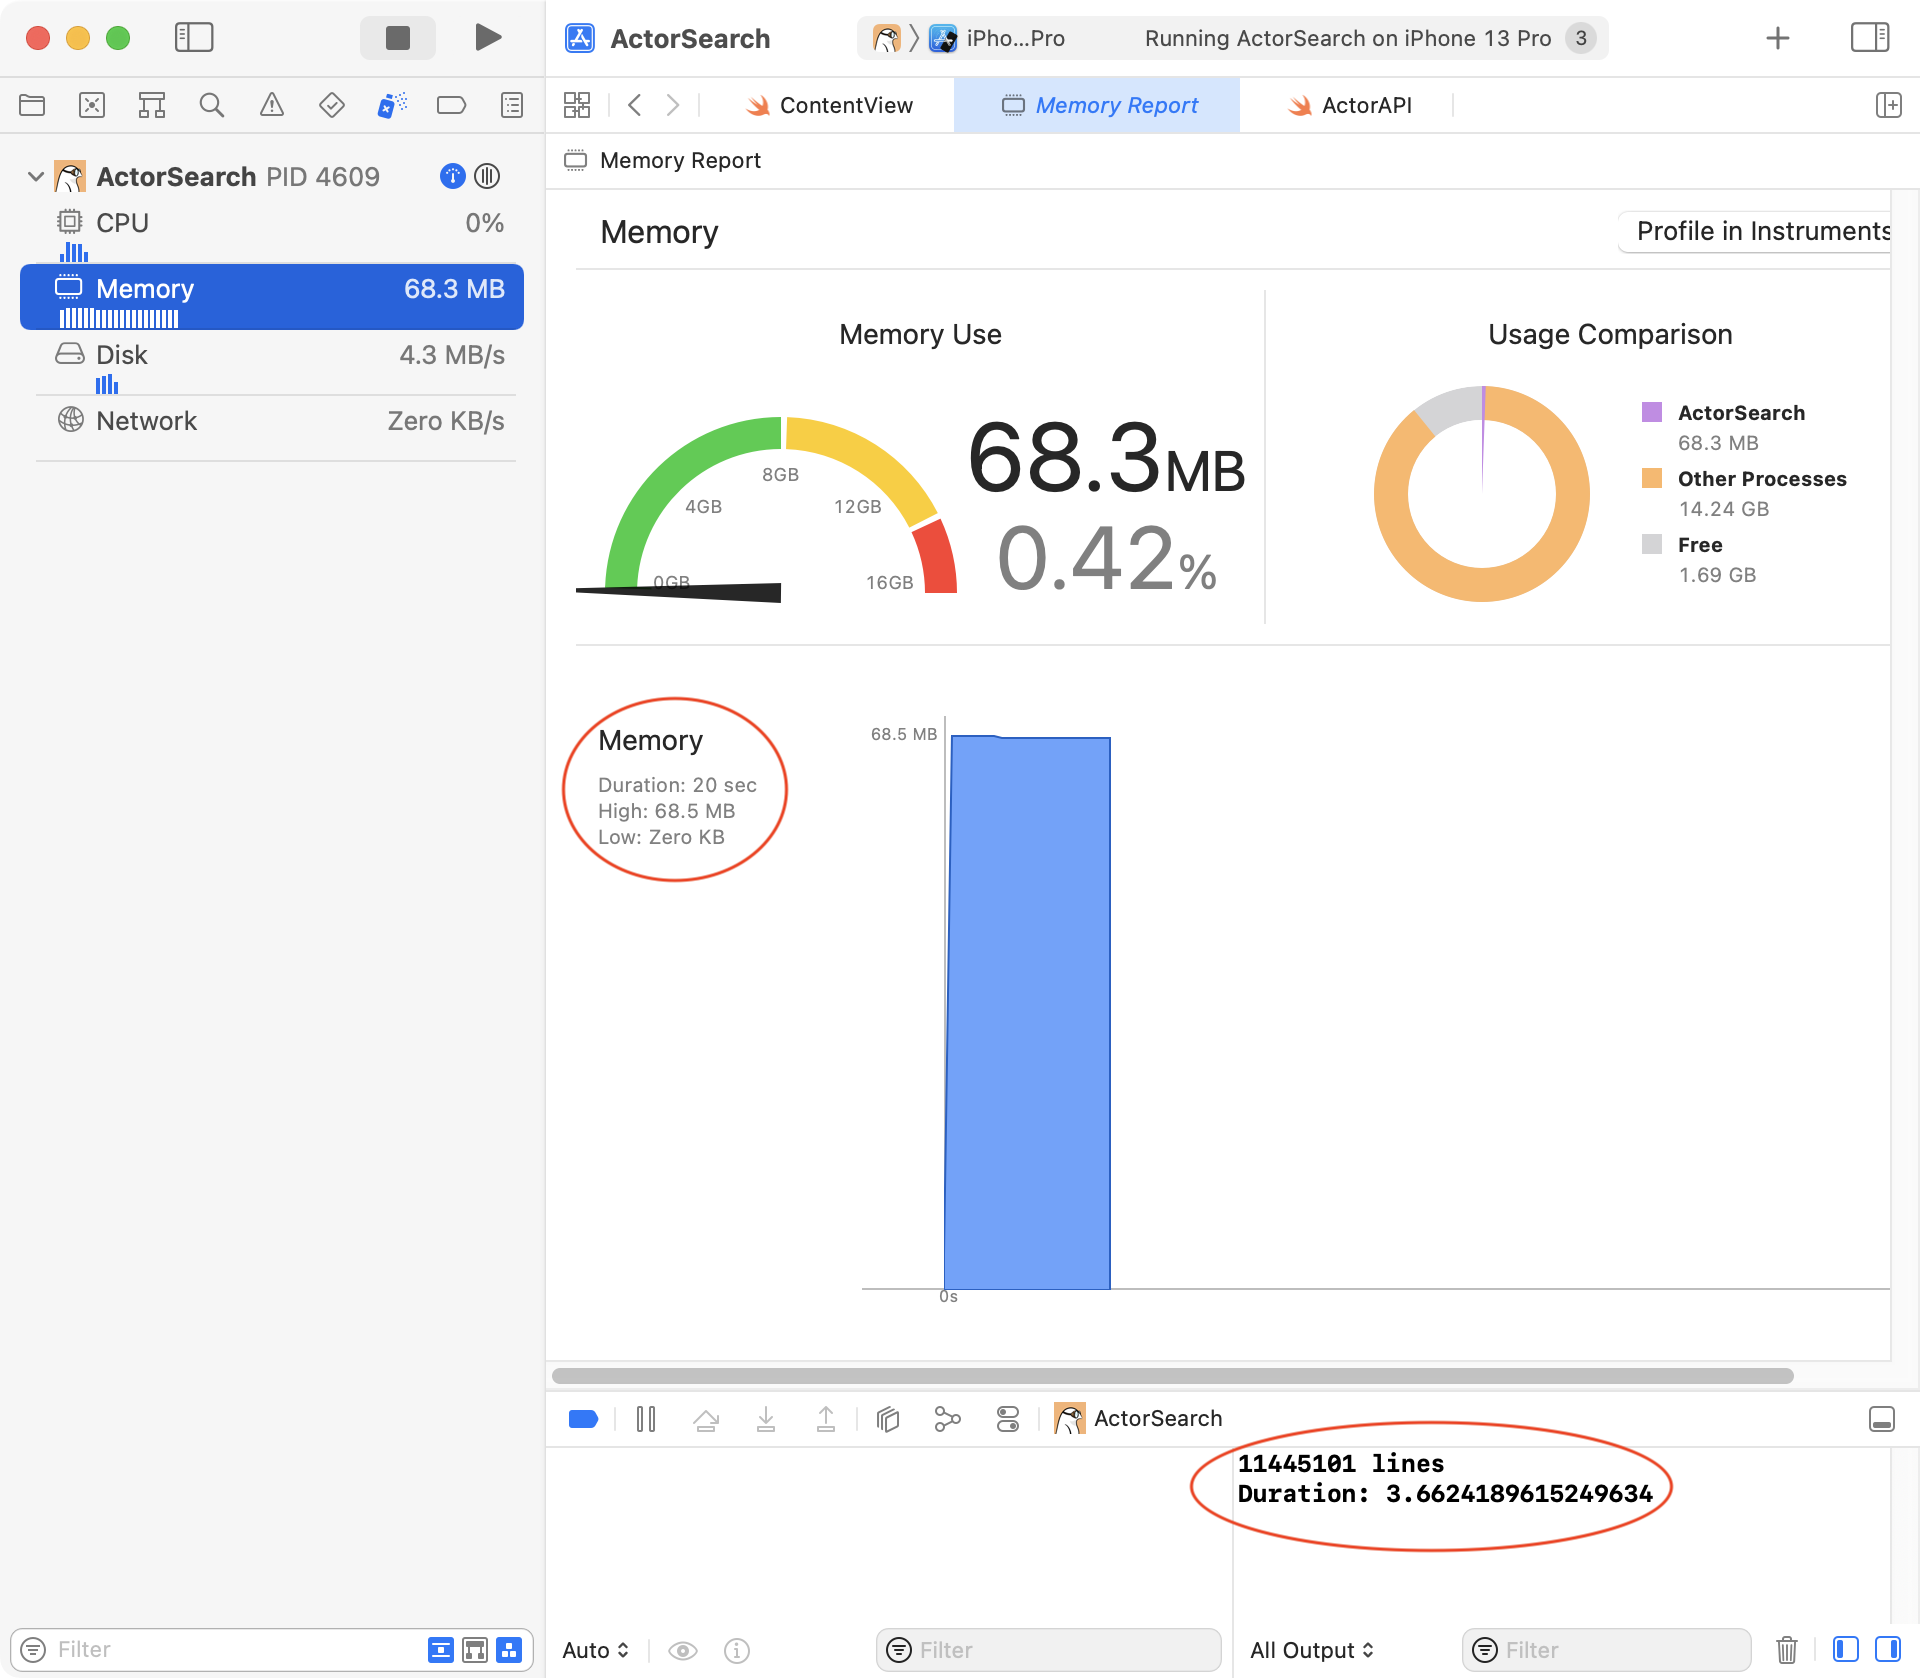 ActorSearch
iPho...Pro
Running ActorSearch on iPhone 13 Pro 3
ContentView
Memory Report
ActorAPI
Memory Report
ActorSearch PID 4609
CPU 0%
Memory 68.3 MB
Disk 4.3 MB/s
Network Zero KB/s
Memory
Profile in Instruments
Memory Use
0GB
4GB
8GB
12GB
16GB
68.3MB
0.42%
Usage Comparison
ActorSearch
68.3 MB
Other Processes
14.24 GB
Free
1.69 GB
Memory
Duration: 20 sec
High: 68.5 MB
Low: Zero KB
68.5 MB
0s
ActorSearch
11445101 lines
Duration: 3.6624189615249634
Filter
Auto
Filter
All Output
Filter